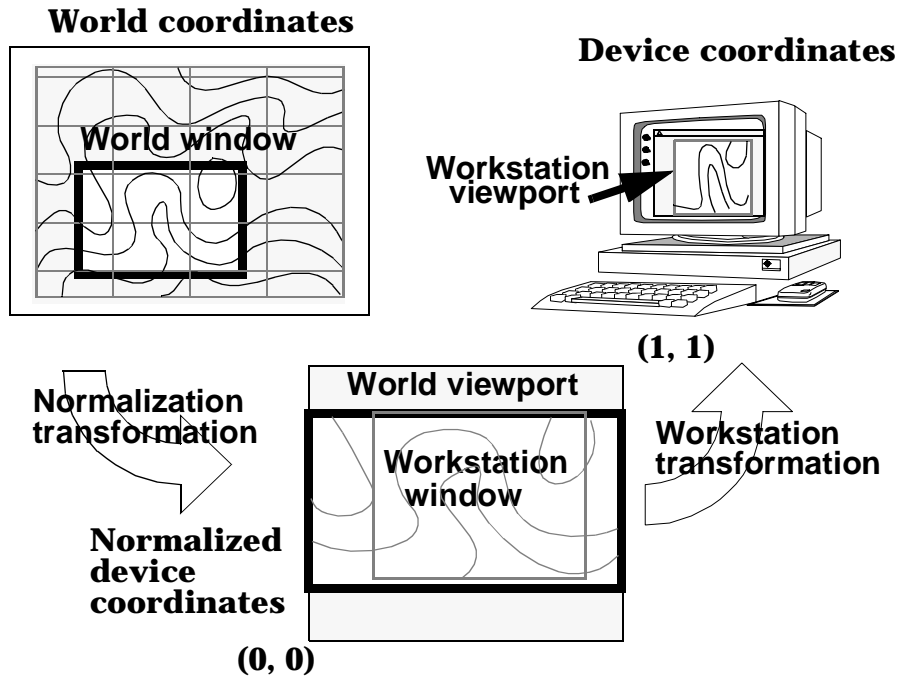 World coordinates
Device coordinates
World window
Workstation
viewport
(1, 1)
World viewport
Normalization
transformation
Workstation
transformation
Workstation
window
Normalized
device
coordinates
(0, 0)